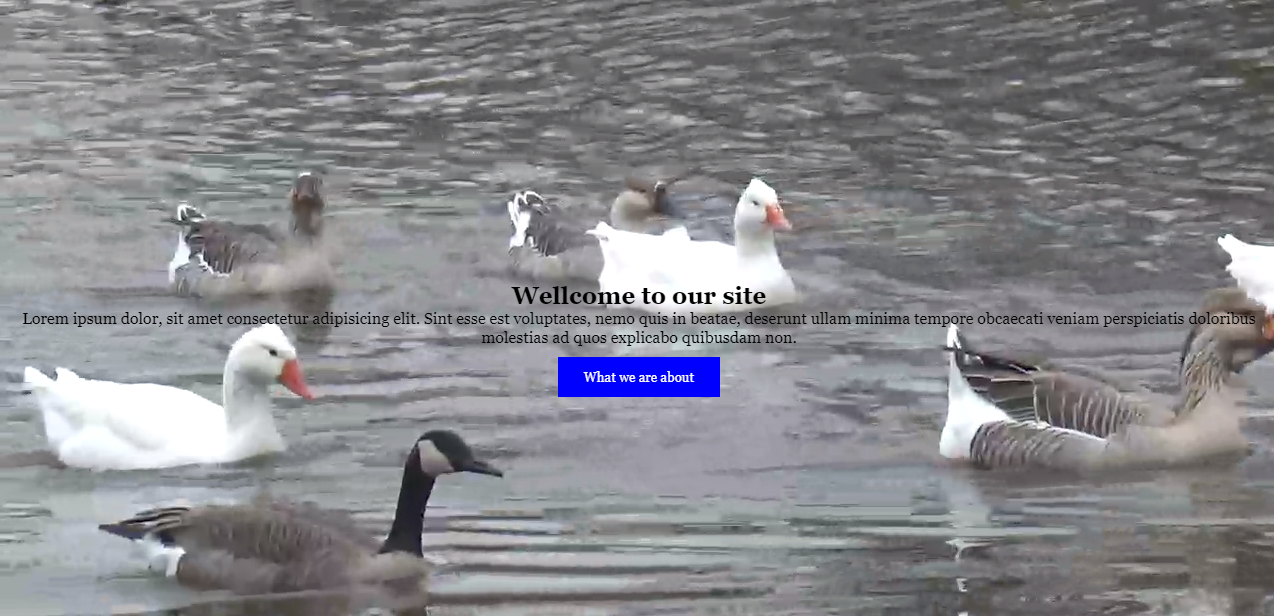 Wellcome to our site
Lorem ipsum dolor, sit amet consectetur adipisicing elit. Sint esse est voluptates, nemo quis in beatae, deserunt ullam minima tempore obcaecati veniam perspiciatis doloribus
molestias ad quos explicabo quibusdam non.
What we are about